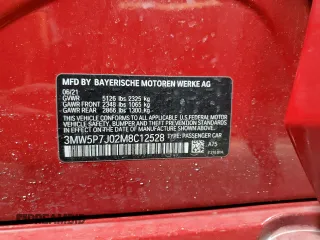 MFD BY BAYERISCHE MOTOREN WERKE AG
06/21
GVWR 5126 lbs 2325 kg
GAWR FRONT 2348 lbs 1065 kg
GAWR REAR 2866 lbs 1300 kg
THIS VEHICLE CONFORMS TO ALL APPLICABLE U.S.
FEDERAL MOTOR VEHICLE SAFETY, BUMPER AND THEFT
PREVENTION STANDARDS IN EFFECT ON THE DATE OF
MANUFACTURE SHOWN ABOVE.
3MW5P7J02M8C12528 TYPE: PASSENGER CAR
A75